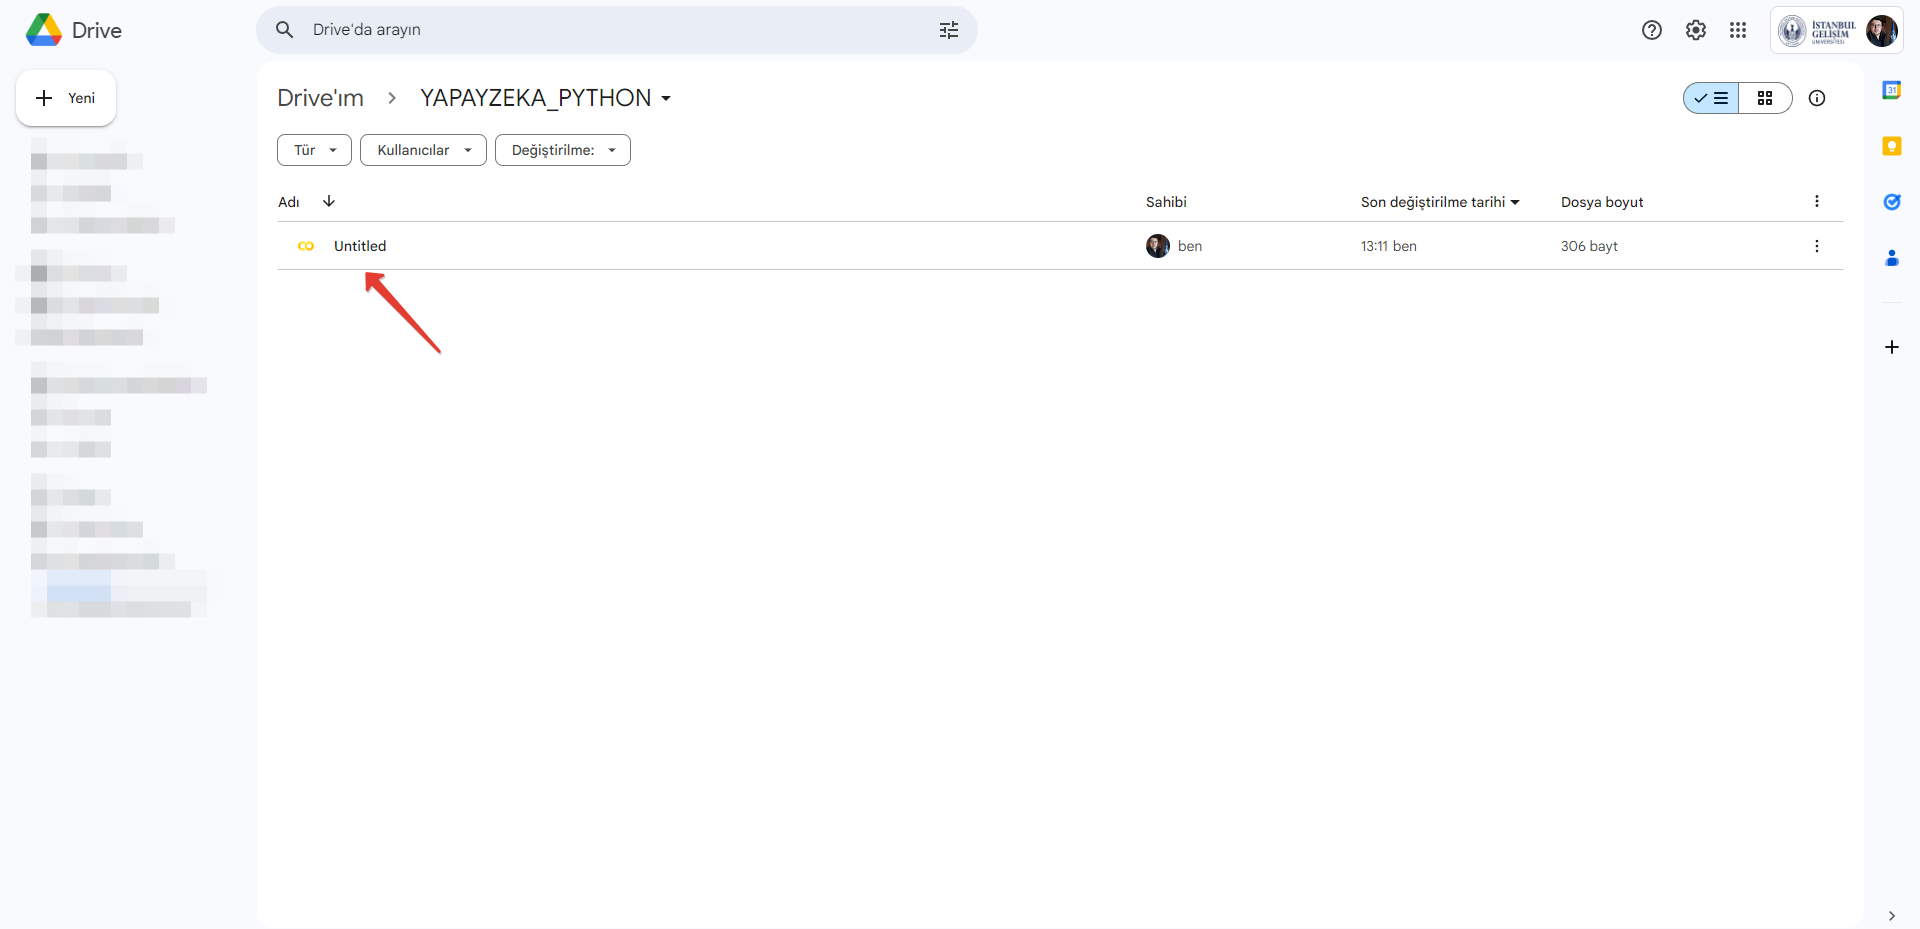 Drive
Drive'da arayın
İSTANBUL
GELİŞİM
ÜNİVERSİTESİ
Yeni
Drive'ım
YAPAYZEKA_PYTHON
Tür
Kullanıcılar
Değiştirilme:
Adı
Sahibi
Son değiştirilme tarihi
Dosya boyut
Untitled
ben
13:11 ben
306 bayt
31